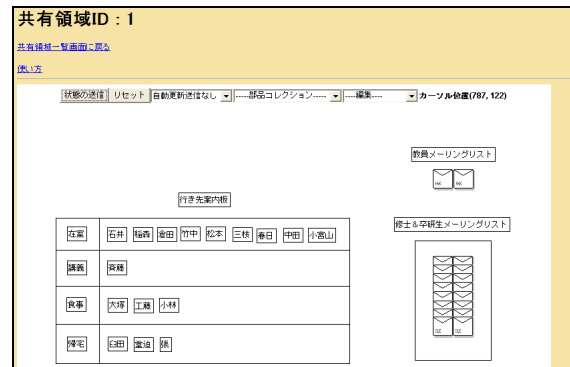 共有領域ID：1
共有領域一覧画面に戻る
使い方
状態の送信 リセット 自動更新送信なし ----部品コレクション----- ----編集---- カーソル位置(787, 122)
教員メーリングリスト
行き先案内板
修士&卒研生メーリングリスト
在室 石井 稲森 倉田 竹中 松本 三枝 春日 中田 小宮山
講義 斉藤
食事 大塚 工藤 小林
帰宅 臼田 堂迫 張